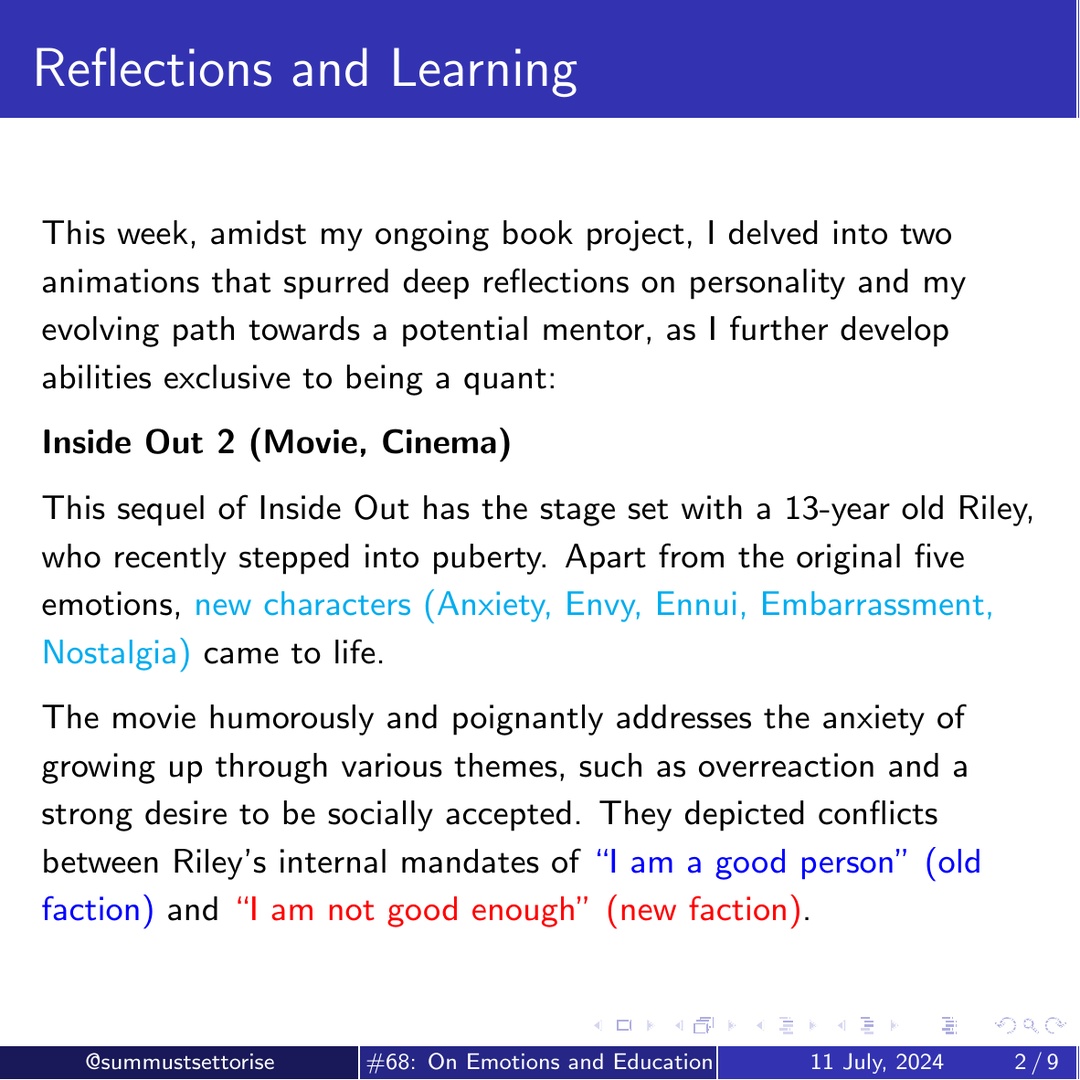 Reflections and Learning
This week, amidst my ongoing book project, I delved into two
animations that spurred deep reflections on personality and my
evolving path towards a potential mentor, as I further develop
abilities exclusive to being a quant:
Inside Out 2 (Movie, Cinema)
This sequel of Inside Out has the stage set with a 13-year old Riley,
who recently stepped into puberty. Apart from the original five
emotions, new characters (Anxiety, Envy, Ennui, Embarrassment,
Nostalgia) came to life.
The movie humorously and poignantly addresses the anxiety of
growing up through various themes, such as overreaction and a
strong desire to be socially accepted. They depicted conflicts
between Riley’s internal mandates of “I am a good person” (old
faction) and “I am not good enough” (new faction).
@summustsettorise #68: On Emotions and Education 11 July, 2024 2 / 9